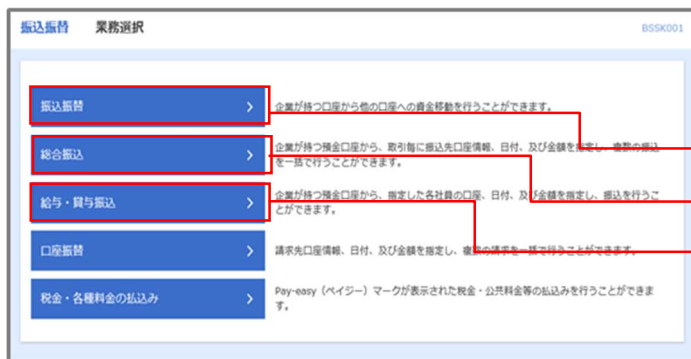 振込振替 業務選択 BSSK001
振込振替 企業が持つ口座から他の口座への資金移動を行うことができます。
総合振込 企業が持つ預金口座から、取引毎に振込先口座情報、日付、及び金額を指定し、複数の振込
を一括で行うことができます。
給与・賞与振込 企業が持つ預金口座から、指定した各社員の口座、日付、及び金額を指定し、振込を行うこ
とができます。
口座振替 請求先口座情報、日付、及び金額を指定し、複数の請求を一括で行うことができます。
税金・各種料金の払込み Pay-easy（ペイジー）マークが表示された税金・公共料金等の払込みを行うことができま
す。